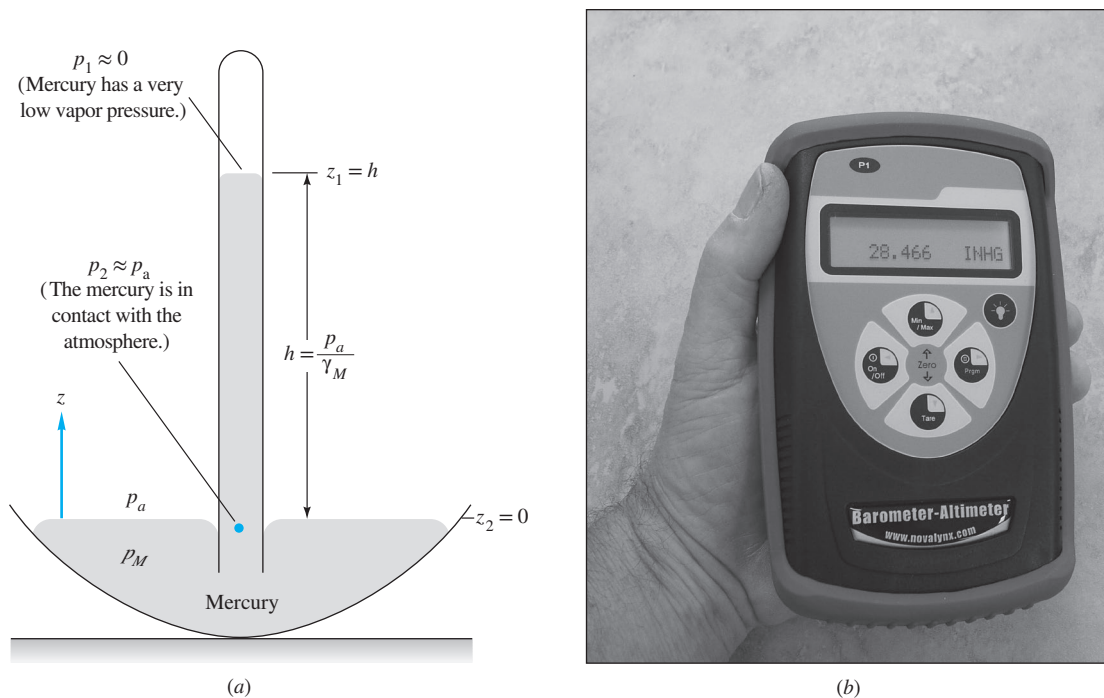 p₁ ≈ 0
(Mercury has a very
low vapor pressure.)
z₁ = h
p₂ ≈ pₐ
( The mercury is in
contact with the
atmosphere.)
h = pₐ / γ_M
z
pₐ
z₂ = 0
p_M
Mercury
(a)
P1
28.466 INHG
Min
/ Max
On
/Off
Zero
Prgm
Tare
Barometer-Altimeter
www.novalynx.com
(b)